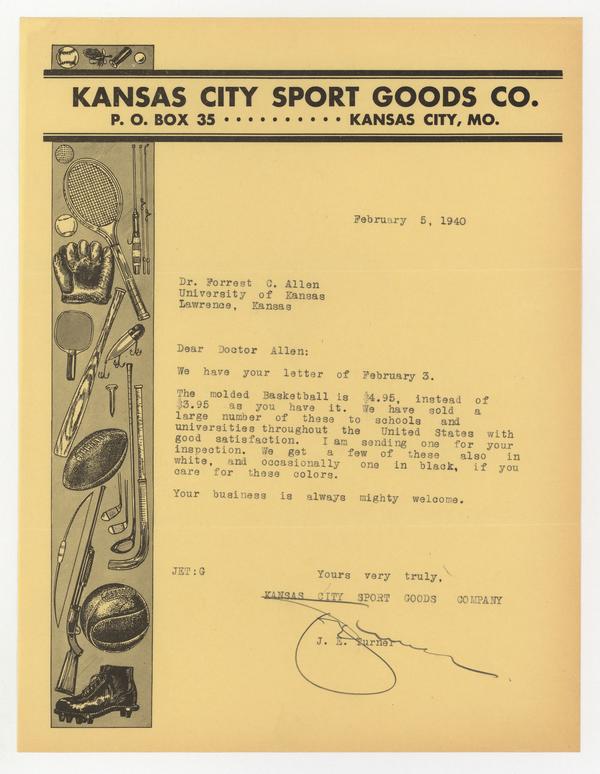 KANSAS CITY SPORT GOODS CO.
P. O. BOX 35 · · · · · · · · · · KANSAS CITY, MO.
February 5, 1940
Dr. Forrest C. Allen
University of Kansas
Lawrence, Kansas
Dear Doctor Allen:
We have your letter of February 3.
The molded Basketball is $4.95, instead of
$3.95 as you have it. We have sold a
large number of these to schools and
universities throughout the United States with
good satisfaction. I am sending one for your
inspection. We get a few of these also in
white, and occasionally one in black, if you
care for these colors.
Your business is always mighty welcome.
JET:G
Yours very truly,
KANSAS CITY SPORT GOODS COMPANY
J. E. Turner